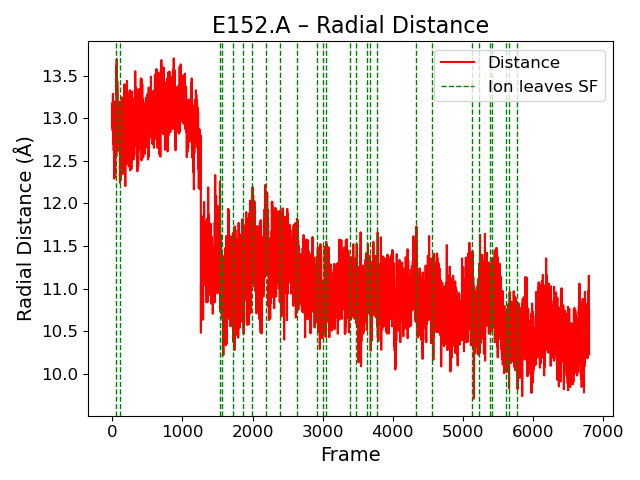 E152.A – Radial Distance
Distance
Ion leaves SF
Radial Distance (Å)
13.5
13.0
12.5
12.0
11.5
11.0
10.5
10.0
0 1000 2000 3000 4000 5000 6000 7000
Frame